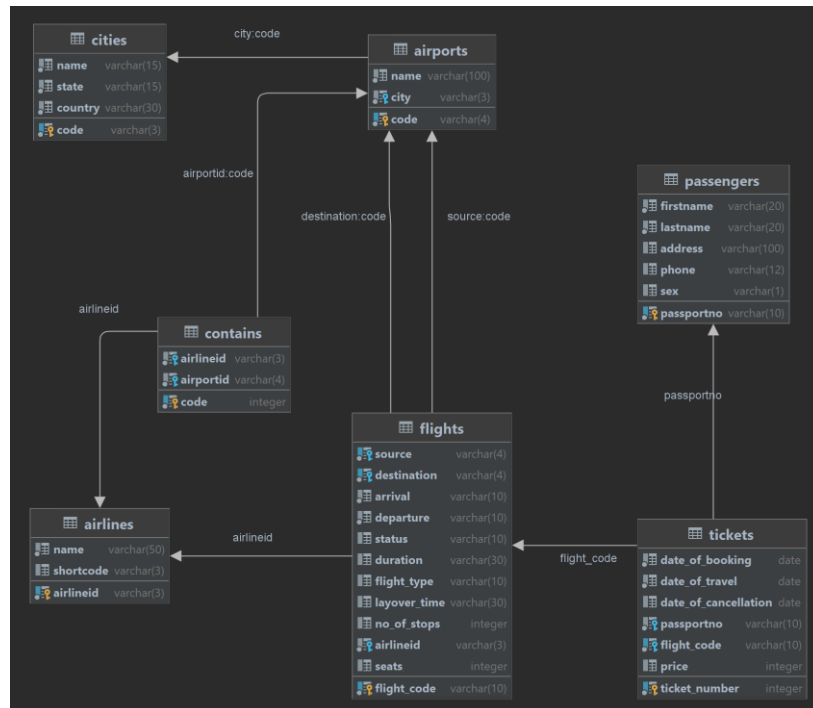 cities
name varchar(15)
state varchar(15)
country varchar(30)
code varchar(3)
city:code
airports
name varchar(100)
city varchar(3)
code varchar(4)
airportid:code
destination:code
source:code
passengers
firstname varchar(20)
lastname varchar(20)
address varchar(100)
phone varchar(12)
sex varchar(1)
passportno varchar(10)
airlineid
contains
airlineid varchar(3)
airportid varchar(4)
code integer
passportno
flights
source varchar(4)
destination varchar(4)
arrival varchar(10)
departure varchar(10)
status varchar(10)
duration varchar(30)
flight_type varchar(10)
layover_time varchar(30)
no_of_stops integer
airlineid varchar(3)
seats integer
flight_code varchar(10)
airlines
name varchar(50)
shortcode varchar(3)
airlineid varchar(3)
airlineid
flight_code
tickets
date_of_booking date
date_of_travel date
date_of_cancellation date
passportno varchar(10)
flight_code varchar(10)
price integer
ticket_number integer